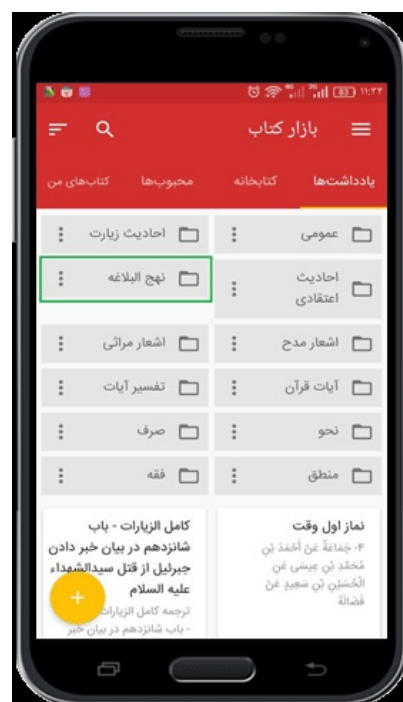 ۱۱:۲۳
بازار کتاب
یادداشت‌ها
کتابخانه
محبوب‌ها
کتاب‌های من
عمومی
احادیث زیارت
احادیث
اعتقادی
نهج البلاغه
اشعار مدح
اشعار مراثی
آیات قرآن
تفسیر آیات
نحو
صرف
منطق
فقه
نماز اول وقت
۴- جَمَاعَةٌ عَنْ أَحْمَدَ بْنِ
مُحَمَّدِ بْنِ عِيسَى عَنِ
الْحُسَيْنِ بْنِ سَعِيدٍ عَنْ
فَضَالَةَ
کامل الزیارات - باب
شانزدهم در بیان خبر دادن
جبرئیل از قتل سیدالشهداء
علیه السلام
ترجمه کامل الزیارات
- باب شانزدهم در بیان خبر